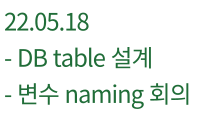 22.05.18
- DB table 설계
- 변수 naming 회의